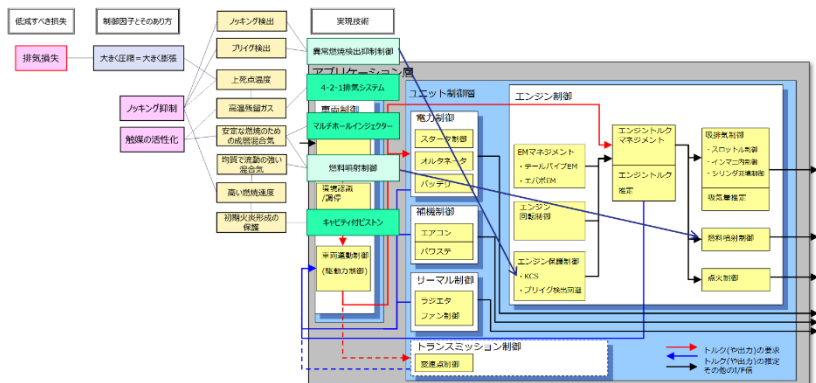 低減すべき損失
制御因子とそのあり方
実現技術
排気損失
大きく圧縮=大きく膨張
ノッキング抑制
触媒の活性化
ノッキング検出
プリイグ検出
上死点温度
高温残留ガス
安定な燃焼のための
成層混合気
均質で流動の強い
混合気
高い燃焼速度
初期火炎形成の
保護
異常燃焼検出抑制制御
4-2-1排気システム
マルチホールインジェクター
燃料噴射制御
キャビティ付ピストン
アプリケーション層
車両制御
環境認識
/調停
車両運動制御
(駆動力制御)
ユニット制御層
電力制御
スタータ制御
オルタネータ
バッテリ
補機制御
エアコン
パワステ
サーマル制御
ラジエタ
ファン制御
トランスミッション制御
変速点制御
エンジン制御
EMマネジメント
・テールパイプEM
・エバポEM
エンジン
回転制御
エンジン保護制御
・KCS
・プリイグ検出回避
エンジントルク
マネジメント
エンジントルク
推定
吸排気制御
・スロットル制御
・インマニ内制御
・シリンダ充填制御
吸気量推定
燃料噴射制御
点火制御
トルク(や出力)の要求
トルク(や出力)の推定
その他のI/F信